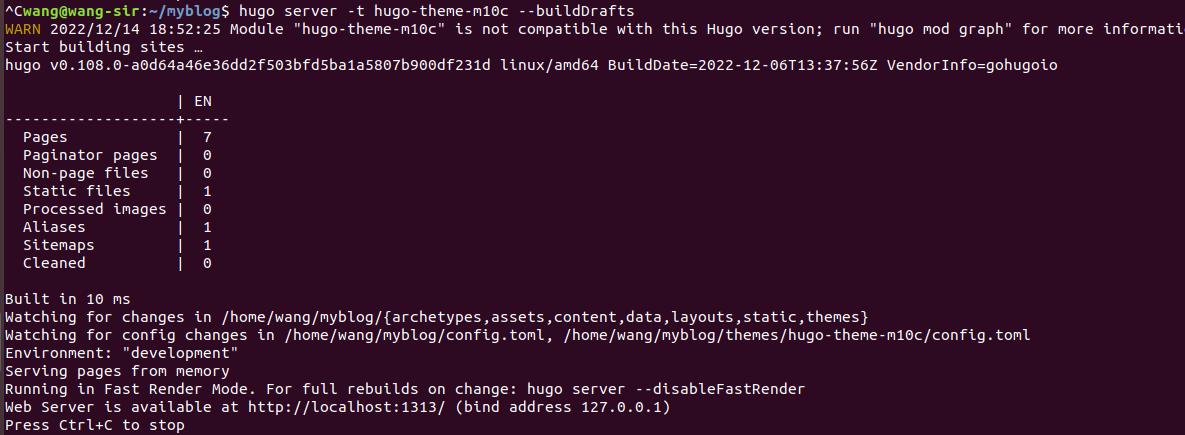 ^Cwang@wang-sir:~/myblog$ hugo server -t hugo-theme-m10c --buildDrafts
WARN 2022/12/14 18:52:25 Module "hugo-theme-m10c" is not compatible with this Hugo version; run "hugo mod graph" for more informati
Start building sites …
hugo v0.108.0-a0d64a46e36dd2f503bfd5ba1a5807b900df231d linux/amd64 BuildDate=2022-12-06T13:37:56Z VendorInfo=gohugoio
                   | EN
-------------------+-----
  Pages            |  7
  Paginator pages  |  0
  Non-page files   |  0
  Static files     |  1
  Processed images |  0
  Aliases          |  1
  Sitemaps         |  1
  Cleaned          |  0
Built in 10 ms
Watching for changes in /home/wang/myblog/{archetypes,assets,content,data,layouts,static,themes}
Watching for config changes in /home/wang/myblog/config.toml, /home/wang/myblog/themes/hugo-theme-m10c/config.toml
Environment: "development"
Serving pages from memory
Running in Fast Render Mode. For full rebuilds on change: hugo server --disableFastRender
Web Server is available at http://localhost:1313/ (bind address 127.0.0.1)
Press Ctrl+C to stop